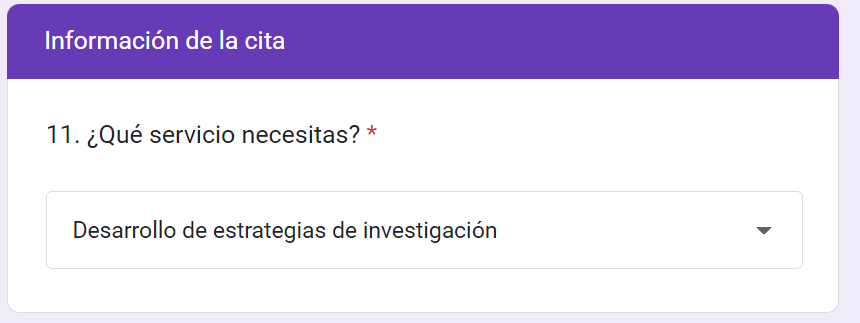 Información de la cita
11. ¿Qué servicio necesitas? *
Desarrollo de estrategias de investigación